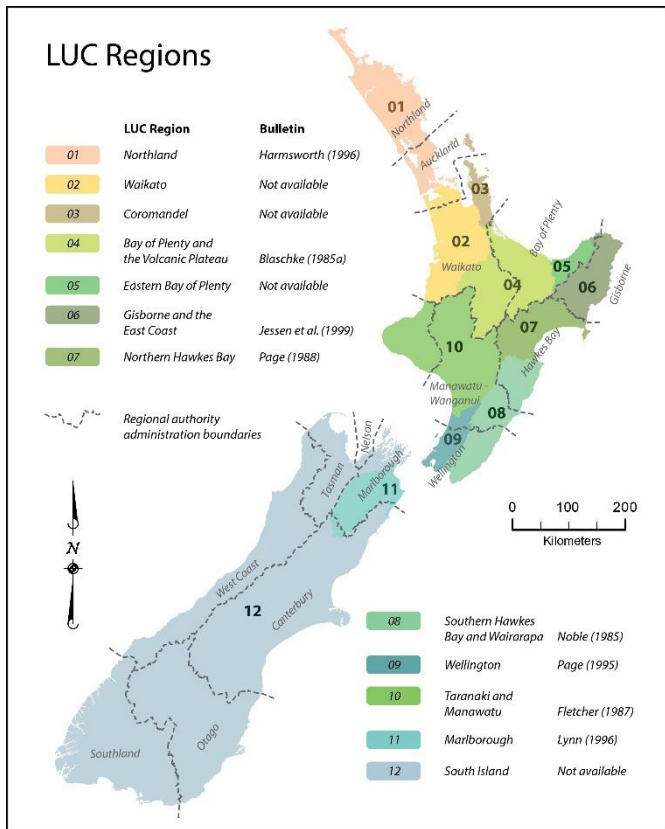 LUC Regions
LUC Region Bulletin
01 Northland Harmsworth (1996)
02 Waikato Not available
03 Coromandel Not available
04 Bay of Plenty and
the Volcanic Plateau Blaschke (1985a)
05 Eastern Bay of Plenty Not available
06 Gisborne and the
East Coast Jessen et al. (1999)
07 Northern Hawkes Bay Page (1988)
Regional authority
administration boundaries
N
01
Northland
Auckland
03
02
Waikato
Bay of Plenty
04
05
06
Gisborne
07
Hawkes Bay
10
Manawatu -
Wanganui
08
09
Wellington
Nelson
Tasman
Marlborough
11
West Coast
12
Canterbury
Otago
Southland
0 100 200
Kilometers
08 Southern Hawkes
Bay and Wairarapa Noble (1985)
09 Wellington Page (1995)
10 Taranaki and
Manawatu Fletcher (1987)
11 Marlborough Lynn (1996)
12 South Island Not available